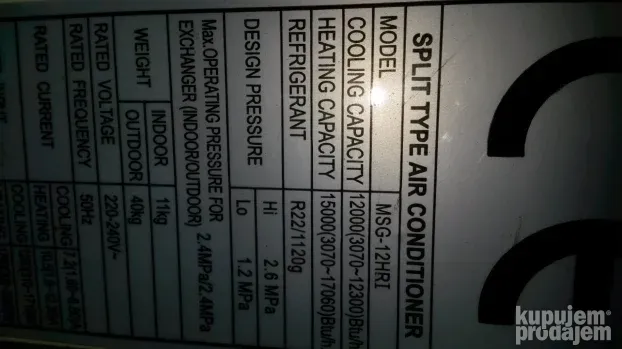 SPLIT TYPE AIR CONDITIONER
MODEL MSG-12HRI
COOLING CAPACITY 12000(3070~12300)Btu/h
HEATING CAPACITY 15000(3070~17060)Btu/h
REFRIGERANT R22/1120g
DESIGN PRESSURE Hi 2.6 MPa
Lo 1.2 MPa
Max.OPERATING PRESSURE FOR
EXCHANGER (INDOOR/OUTDOOR) 2.4MPa/2.4MPa
WEIGHT INDOOR 11kg
OUTDOOR 40kg
RATED VOLTAGE 220-240V~
RATED FREQUENCY 50Hz
RATED CURRENT COOLING
HEATING
COOLING
CE
kupujem
prodajem